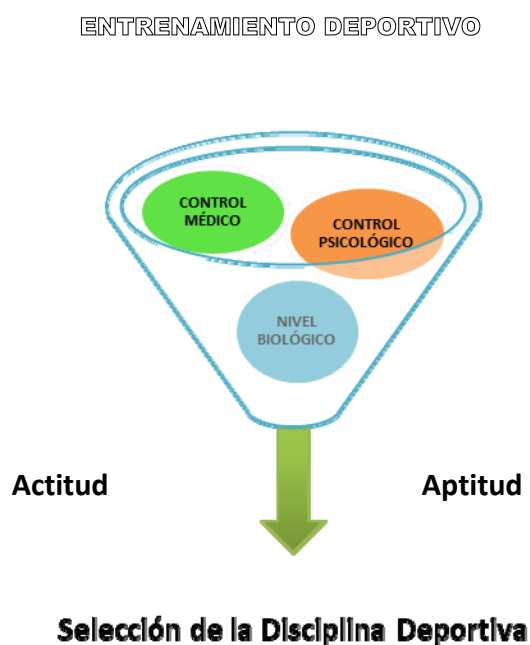 ENTRENAMIENTO DEPORTIVO
CONTROL
MÉDICO
CONTROL
PSICOLÓGICO
NIVEL
BIOLÓGICO
Actitud
Aptitud
Selección de la Disciplina Deportiva